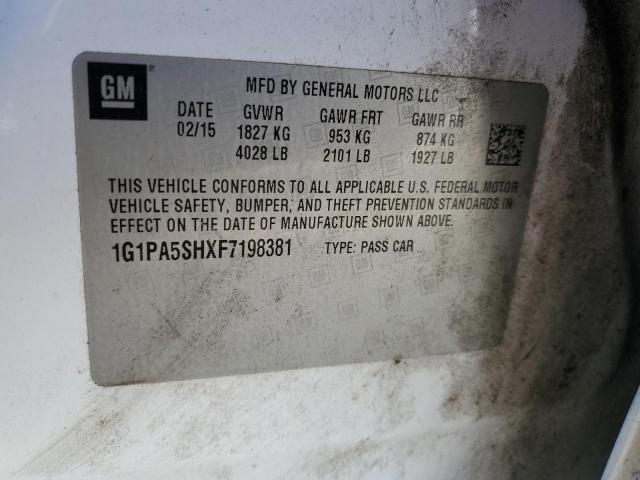 GM
MFD BY GENERAL MOTORS LLC
DATE GVWR GAWR FRT GAWR RR
02/15 1827 KG 953 KG 874 KG
4028 LB 2101 LB 1927 LB
THIS VEHICLE CONFORMS TO ALL APPLICABLE U.S. FEDERAL MOTOR
VEHICLE SAFETY, BUMPER, AND THEFT PREVENTION STANDARDS IN
EFFECT ON THE DATE OF MANUFACTURE SHOWN ABOVE.
1G1PA5SHXF7198381 TYPE: PASS CAR